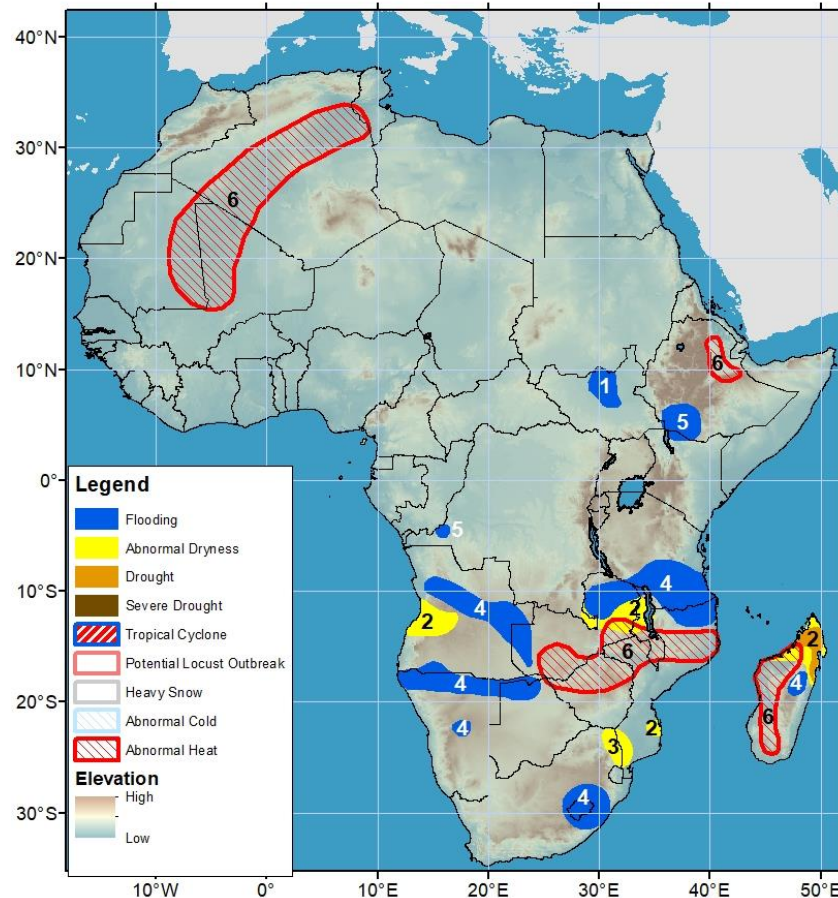 40°N
30°N
20°N
10°N
0°
10°S
20°S
30°S
10°W
0°
10°E
20°E
30°E
40°E
50°E
6
6
1
5
5
4
4
2
2
2
6
4
4
6
4
3
2
4
Legend
Flooding
Abnormal Dryness
Drought
Severe Drought
Tropical Cyclone
Potential Locust Outbreak
Heavy Snow
Abnormal Cold
Abnormal Heat
Elevation
High
Low